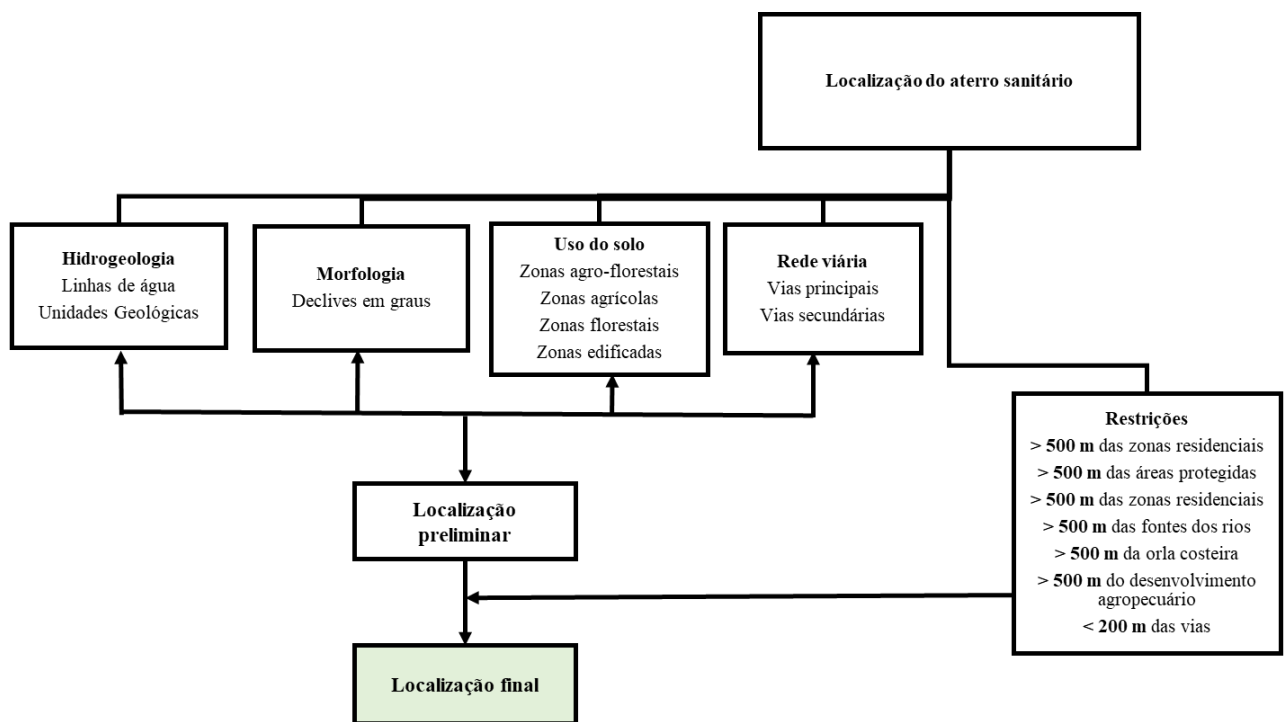 Localização do aterro sanitário
Hidrogeologia
Linhas de água
Unidades Geológicas
Morfologia
Declives em graus
Uso do solo
Zonas agro-florestais
Zonas agrícolas
Zonas florestais
Zonas edificadas
Rede viária
Vias principais
Vias secundárias
Restrições
> 500 m das zonas residenciais
> 500 m das áreas protegidas
> 500 m das zonas residenciais
> 500 m das fontes dos rios
> 500 m da orla costeira
> 500 m do desenvolvimento
agropecuário
< 200 m das vias
Localização
preliminar
Localização final